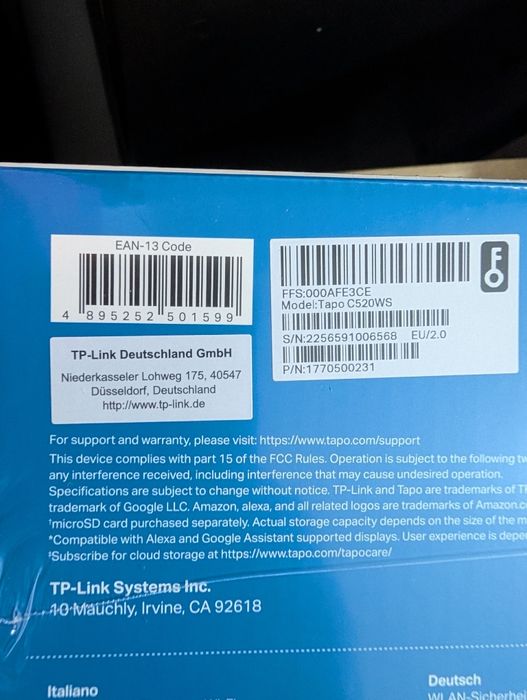 EAN-13 Code
4 895252 501599
TP-Link Deutschland GmbH
Niederkasseler Lohweg 175, 40547
Düsseldorf, Deutschland
http://www.tp-link.de
FFS:000AFE3CE
Model:Tapo C520WS
S/N:2256591006568 EU/2.0
P/N:1770500231
For support and warranty, please visit: https://www.tapo.com/support
This device complies with part 15 of the FCC Rules. Operation is subject to the following
any interference received, including interference that may cause undesired operation.
Specifications are subject to change without notice. TP-Link and Tapo are trademarks of
trademark of Google LLC. Amazon, alexa, and all related logos are trademarks of Amazon.c
†microSD card purchased separately. Actual storage capacity depends on the size of the m
*Compatible with Alexa and Google Assistant supported displays. User experience is depe
‡Subscribe for cloud storage at https://www.tapo.com/tapocare/
TP-Link Systems Inc.
10 Mauchly, Irvine, CA 92618
Italiano
Deutsch
WLAN-Sicherhei